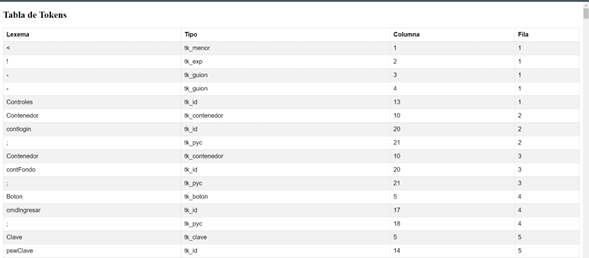 Tabla de Tokens
Lexema Tipo Columna Fila
< tk_menor 1 1
! tk_exp 2 1
- tk_guion 3 1
- tk_guion 4 1
Controles tk_id 13 1
Contenedor tk_contenedor 10 2
contlogin tk_id 20 2
; tk_pyc 21 2
Contenedor tk_contenedor 10 3
contFondo tk_id 20 3
; tk_pyc 21 3
Boton tk_boton 5 4
cmdIngresar tk_id 17 4
; tk_pyc 18 4
Clave tk_clave 5 5
pswClave tk_id 14 5